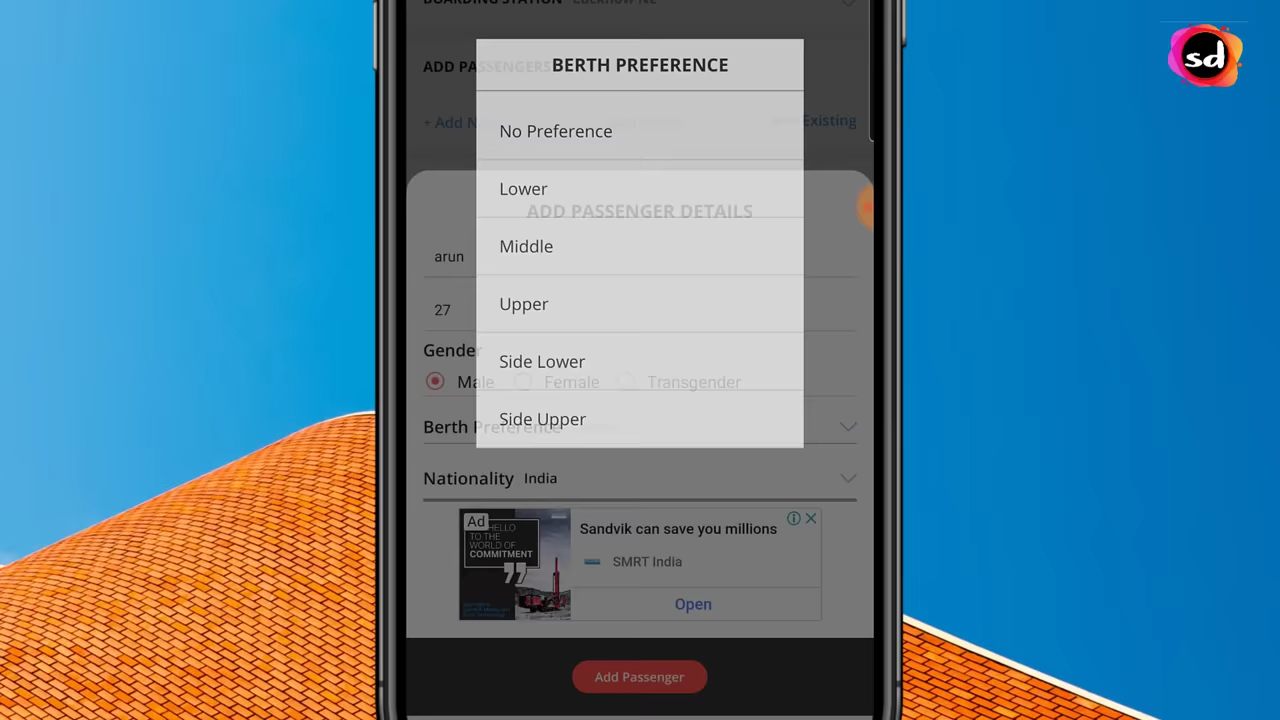 sd
BOARDING STATION Lucknow Nc
ADD PASSENGERS
BERTH PREFERENCE
+ Add N
Existing
No Preference
Lower
ADD PASSENGER DETAILS
Middle
arun
Upper
27
Gender
Side Lower
Male Female Transgender
Side Upper
Berth Preference
Nationality India
Ad
HELLO
TO THE
WORLD OF
COMMITMENT
Sandvik can save you millions
SMRT India
Open
Add Passenger